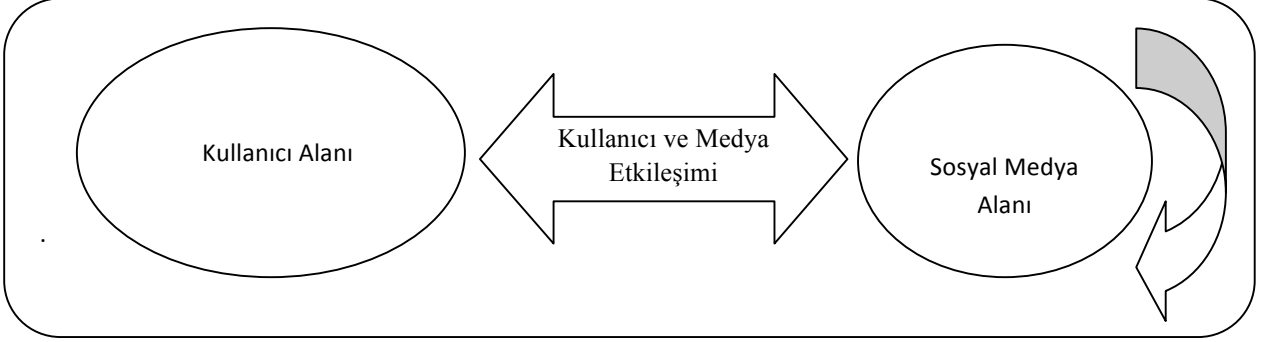 Kullanıcı Alanı
Kullanıcı ve Medya
Etkileşimi
Sosyal Medya
Alanı
.